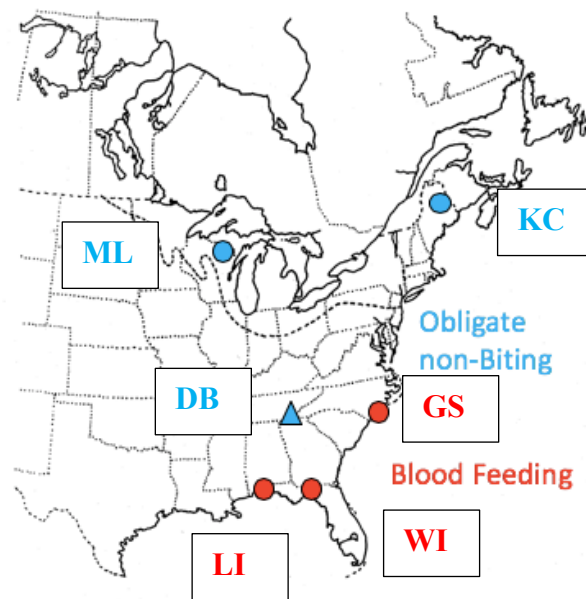 KC
ML
Obligate
non-Biting
DB
GS
Blood Feeding
WI
LI